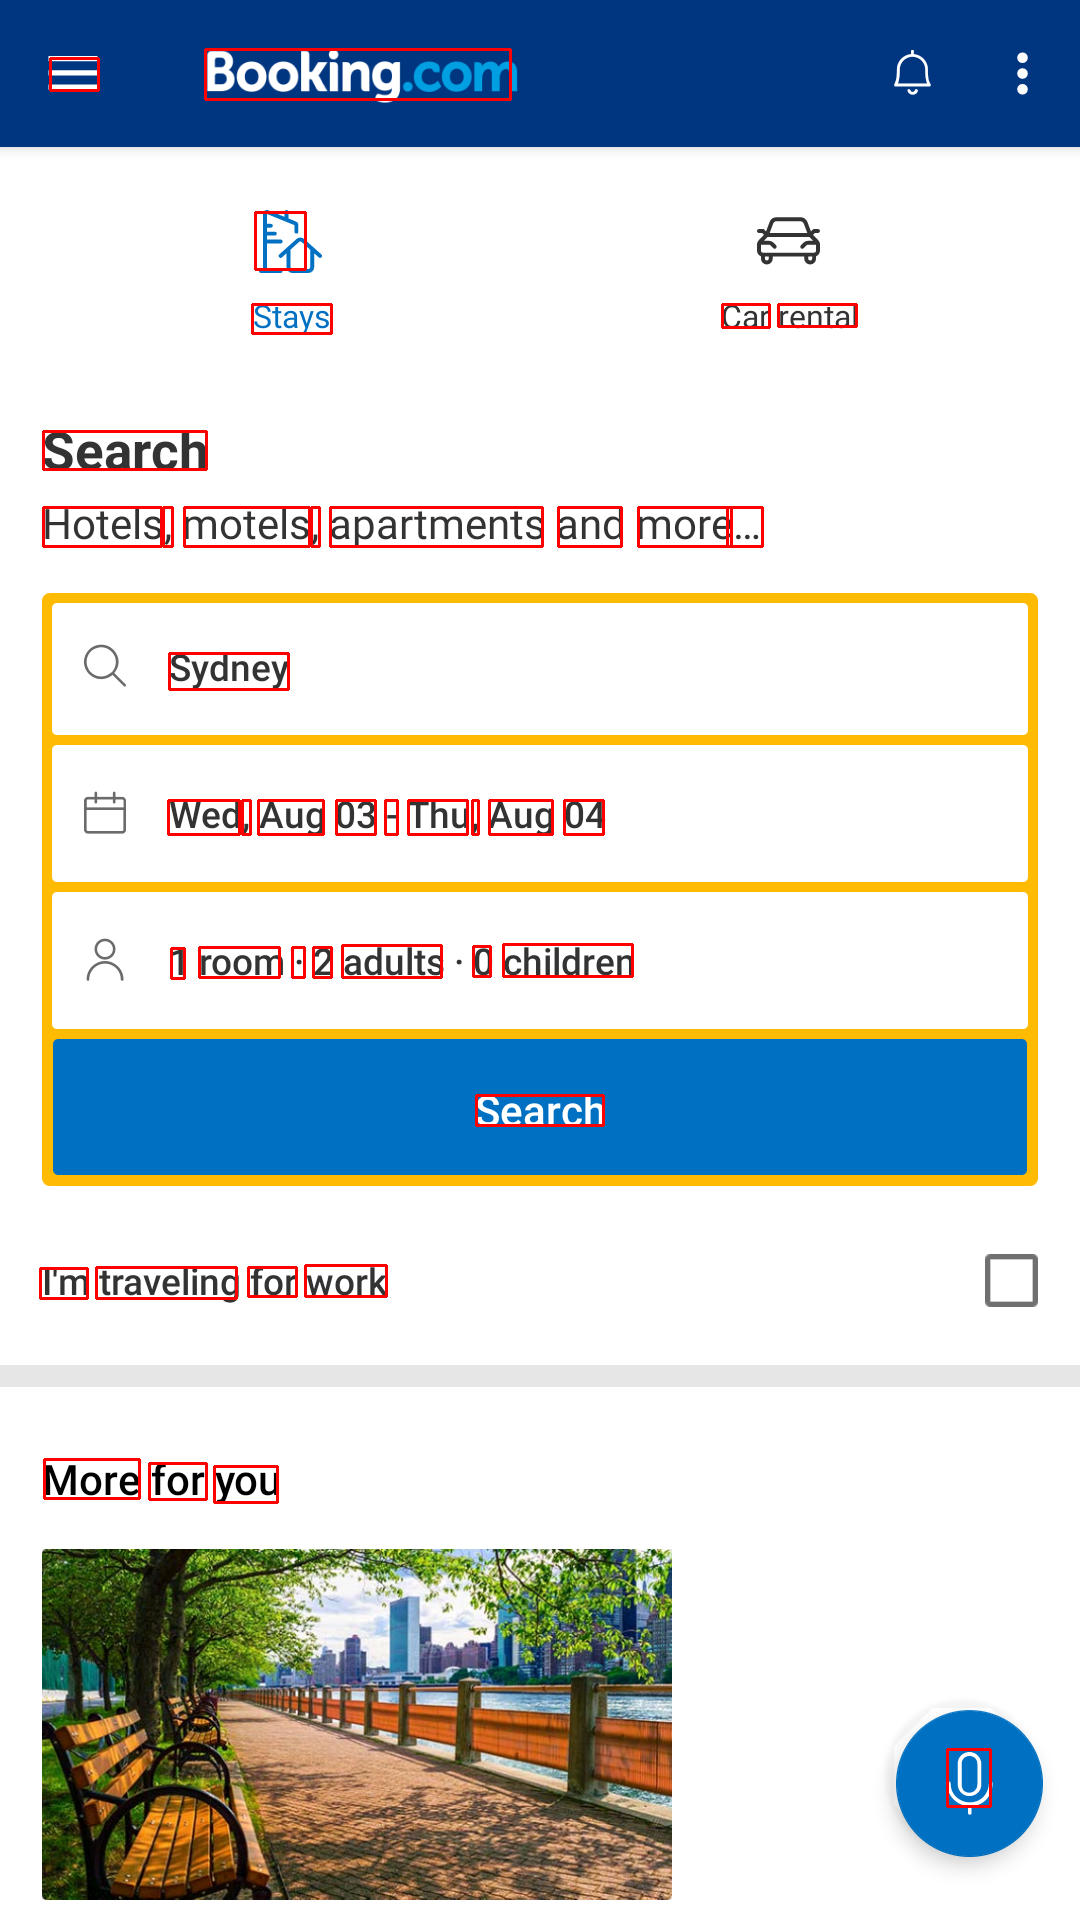 Booking.com
Stays
Car rental
Search
Hotels, motels, apartments and more...
Sydney
Wed, Aug 03 - Thu, Aug 04
1 room · 2 adults · 0 children
Search
I'm traveling for work
More for you